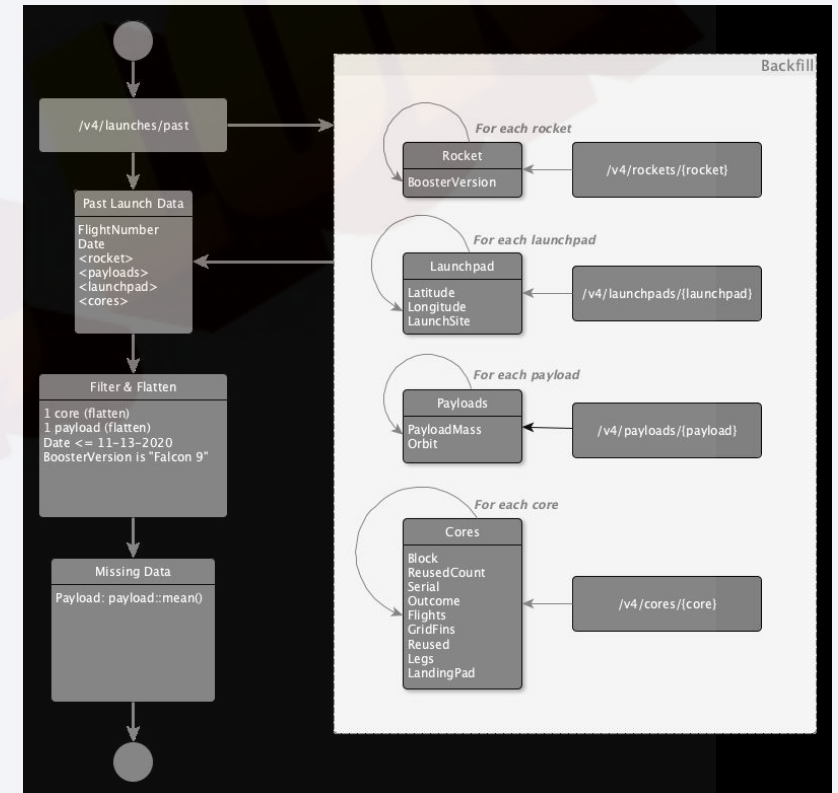 /v4/launches/past
Past Launch Data
FlightNumber
Date
<rocket>
<payloads>
<launchpad>
<cores>
Filter & Flatten
1 core (flatten)
1 payload (flatten)
Date <= 11-13-2020
BoosterVersion is "Falcon 9"
Missing Data
Payload: payload::mean()
Backfill
For each rocket
Rocket
BoosterVersion
/v4/rockets/{rocket}
For each launchpad
Launchpad
Latitude
Longitude
LaunchSite
/v4/launchpads/{launchpad}
For each payload
Payloads
PayloadMass
Orbit
/v4/payloads/{payload}
For each core
Cores
Block
ReusedCount
Serial
Outcome
Flights
GridFins
Reused
Legs
LandingPad
/v4/cores/{core}